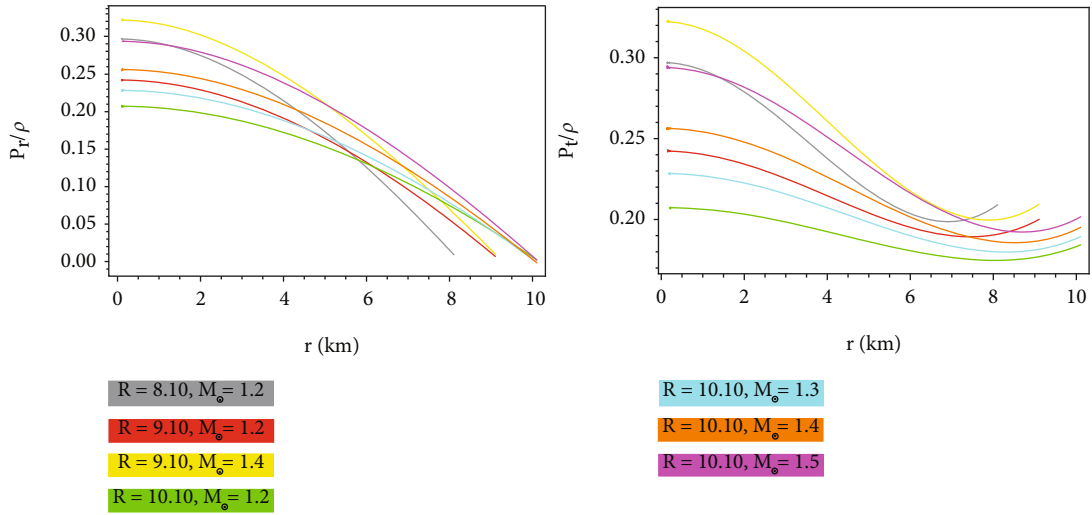 0.30
0.25
0.20
0.15
0.10
0.05
0.00
Pr/ρ
0
2
4
6
8
10
r (km)
0.30
0.25
0.20
Pt/ρ
0
2
4
6
8
10
r (km)
R = 8.10, M⊙= 1.2
R = 9.10, M⊙= 1.2
R = 9.10, M⊙= 1.4
R = 10.10, M⊙= 1.2
R = 10.10, M⊙= 1.3
R = 10.10, M⊙= 1.4
R = 10.10, M⊙= 1.5